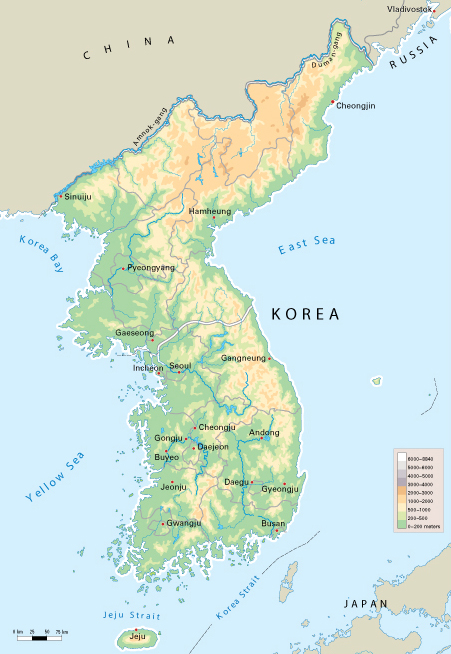 Vladivostok
CHINA
RUSSIA
Duman-gang
Cheongjin
Amnok-gang
Sinuiju
Hamheung
Korea Bay
East Sea
Pyeongyang
KOREA
Gaeseong
Incheon
Seoul
Gangneung
Cheongju
Andong
Gongju
Daejeon
Buyeo
Yellow Sea
6000-8840
5000-6000
4000-5000
3000-4000
2000-3000
1000-2000
500-1000
200-500
0-200 meters
Jeonju
Daegu
Gyeongju
Gwangju
Busan
Korea Strait
JAPAN
Jeju Strait
0 km 25 50 75 km
Jeju